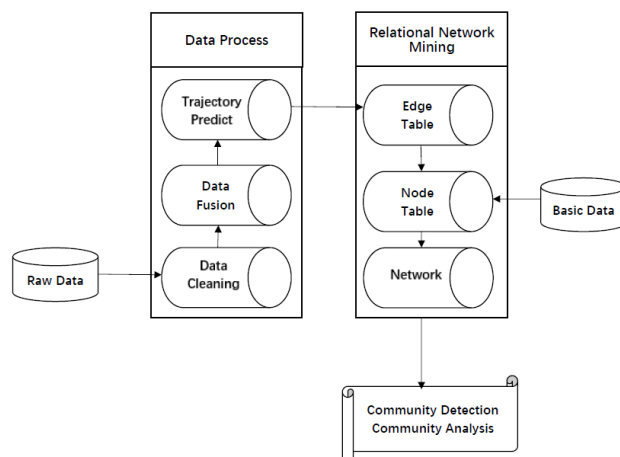 Data Process
Relational Network
Mining
Trajectory
Predict
Edge
Table
Data
Fusion
Node
Table
Basic Data
Raw Data
Data
Cleaning
Network
Community Detection
Community Analysis